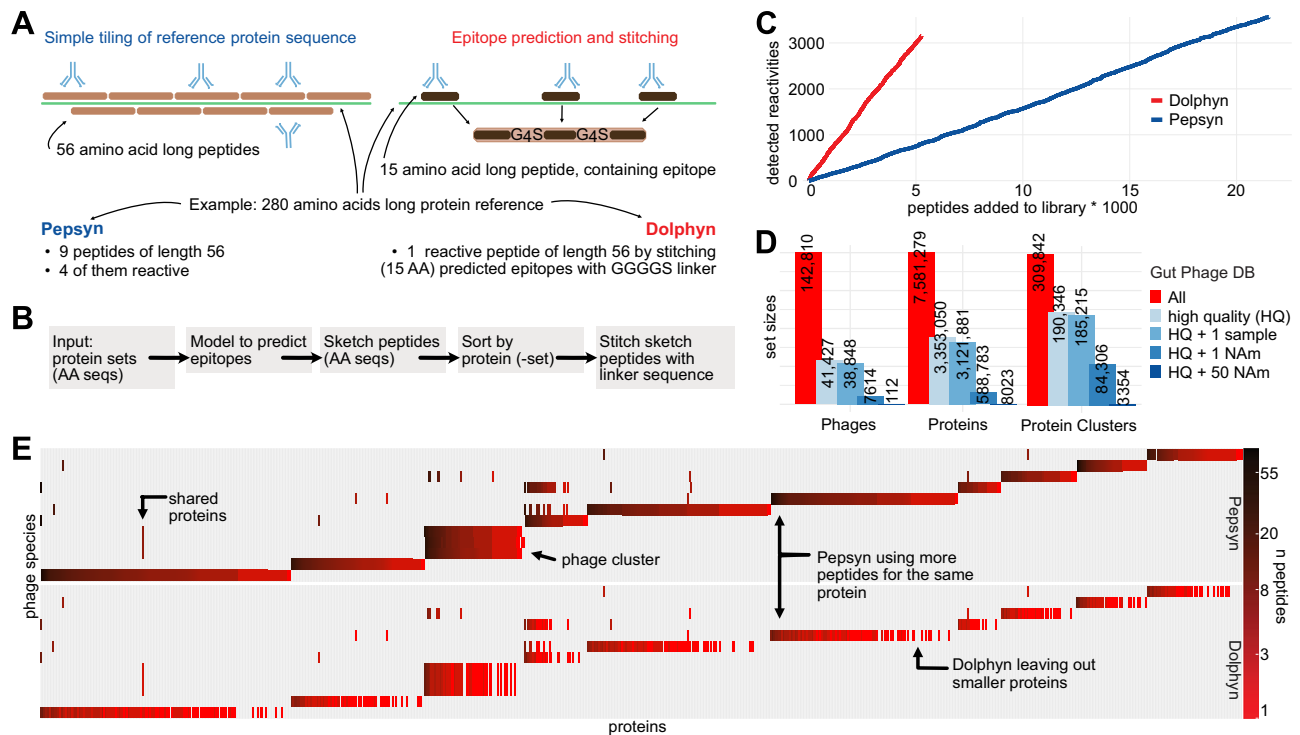 A
Simple tiling of reference protein sequence
Epitope prediction and stitching
G4S
G4S
56 amino acid long peptides
15 amino acid long peptide, containing epitope
Example: 280 amino acids long protein reference
Pepsyn
• 9 peptides of length 56
• 4 of them reactive
Dolphyn
• 1 reactive peptide of length 56 by stitching
(15 AA) predicted epitopes with GGGGS linker
B
Input:
protein sets
(AA seqs)
Model to predict
epitopes
Sketch peptides
(AA seqs)
Sort by
protein (-set)
Stitch sketch
peptides with
linker sequence
C
detected reactivities
3000
2000
1000
0
0
5
10
15
20
peptides added to library * 1000
Dolphyn
Pepsyn
D
set sizes
142,810
41,427
38,848
7614
112
7,581,279
3,353,050
3,121,881
588,783
8023
309,842
190,346
185,215
84,306
3354
Phages
Proteins
Protein Clusters
Gut Phage DB
All
high quality (HQ)
HQ + 1 sample
HQ + 1 NAm
HQ + 50 NAm
E
phage species
shared
proteins
phage cluster
Pepsyn using more
peptides for the same
protein
Dolphyn leaving out
smaller proteins
proteins
Pepsyn
Dolphyn
55
20
8
3
1
n peptides